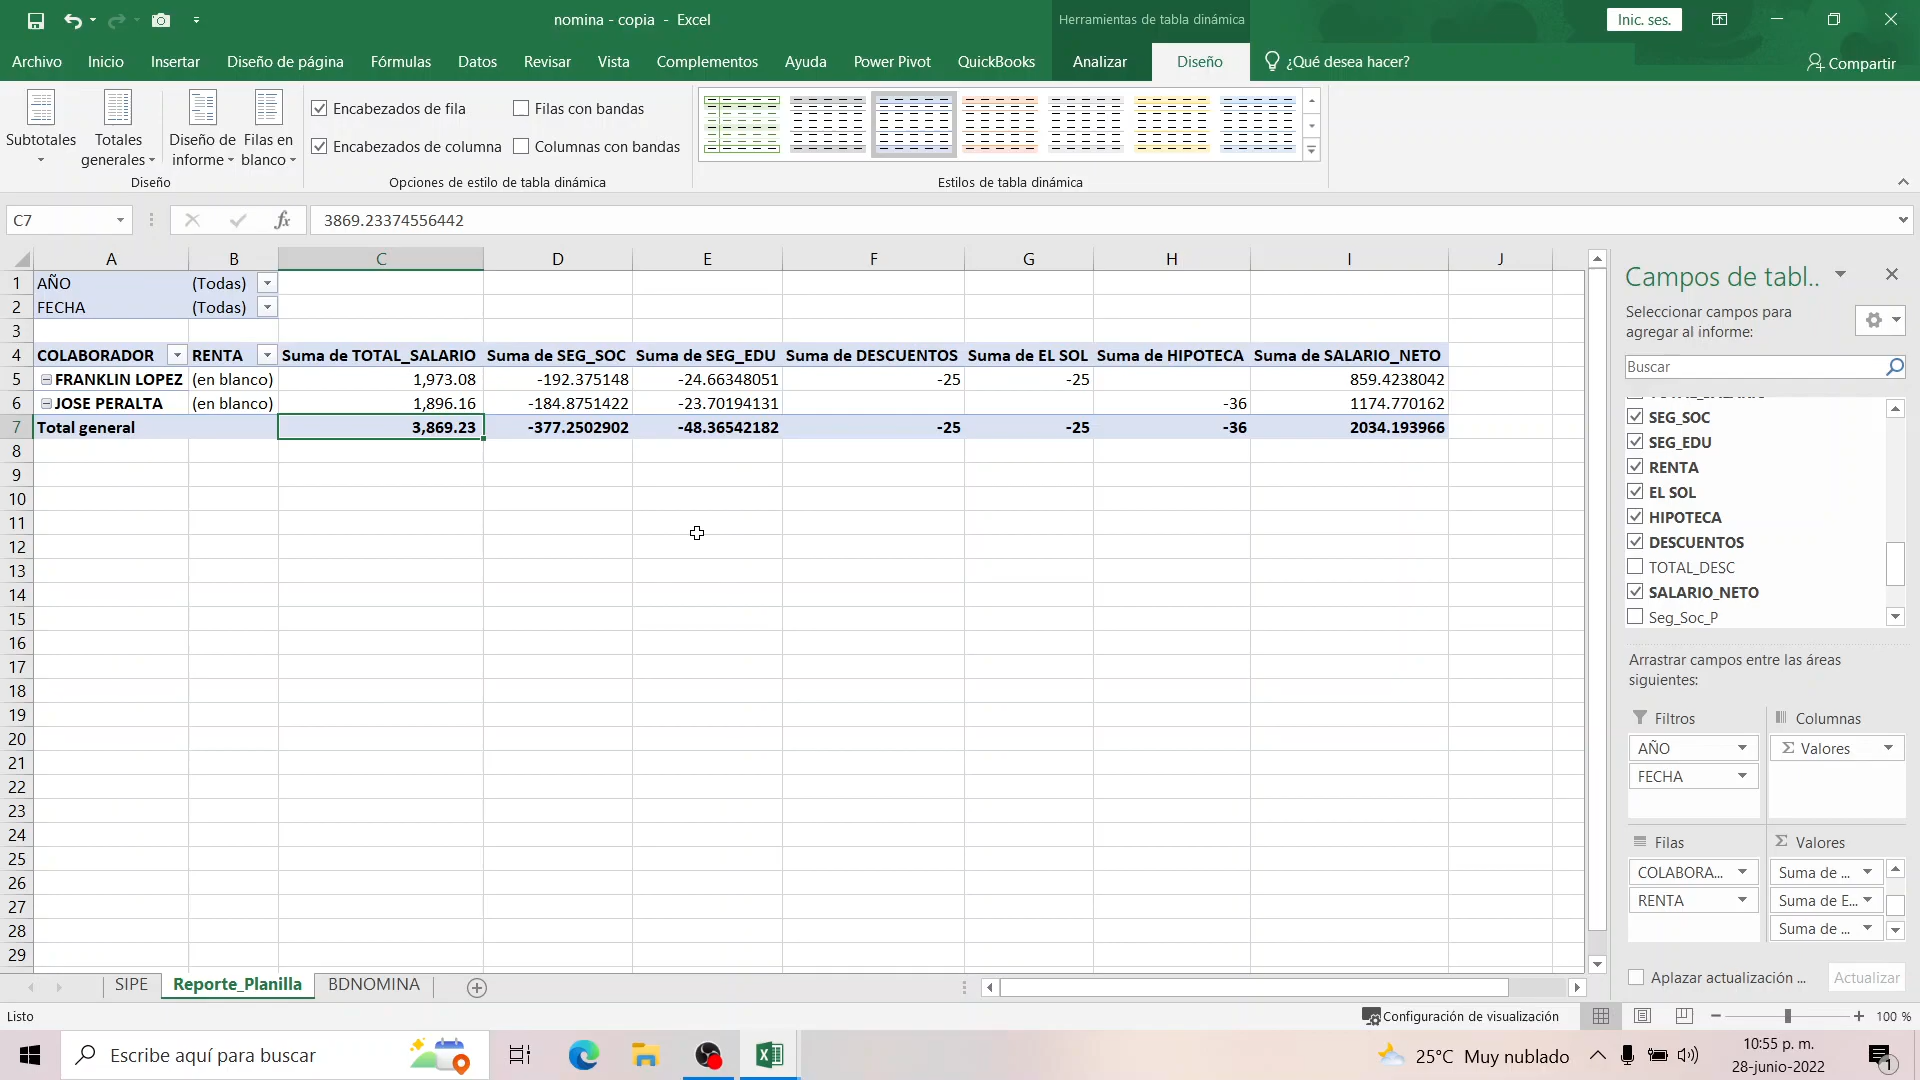 nomina - copia - Excel
Herramientas de tabla dinámica
Inic. ses.
Archivo Inicio Insertar Diseño de página Fórmulas Datos Revisar Vista Complementos Ayuda Power Pivot QuickBooks Analizar Diseño ¿Qué desea hacer? Compartir
Subtotales
Totales generales
Diseño de informe
Filas en blanco
Diseño
Encabezados de fila
Filas con bandas
Encabezados de columna
Columnas con bandas
Opciones de estilo de tabla dinámica
Estilos de tabla dinámica
C7
fx
3869.23374556442
A B C D E F G H I J
1 AÑO (Todas)
2 FECHA (Todas)
3
4 COLABORADOR RENTA Suma de TOTAL_SALARIO Suma de SEG_SOC Suma de SEG_EDU Suma de DESCUENTOS Suma de EL SOL Suma de HIPOTECA Suma de SALARIO_NETO
5 FRANKLIN LOPEZ (en blanco) 1,973.08 -192.375148 -24.66348051 -25 -25 859.4238042
6 JOSE PERALTA (en blanco) 1,896.16 -184.8751422 -23.70194131 -36 1174.770162
7 Total general 3,869.23 -377.2502902 -48.36542182 -25 -25 -36 2034.193966
8
9
10
11
12
13
14
15
16
17
18
19
20
21
22
23
24
25
26
27
28
29
Campos de tabl..
Seleccionar campos para
agregar al informe:
Buscar
SEG_SOC
SEG_EDU
RENTA
EL SOL
HIPOTECA
DESCUENTOS
TOTAL_DESC
SALARIO_NETO
Seg_Soc_P
Arrastrar campos entre las áreas
siguientes:
Filtros
AÑO
FECHA
Columnas
Σ Valores
Filas
COLABORA...
RENTA
Σ Valores
Suma de ...
Suma de E...
Suma de ...
Aplazar actualización ...
Actualizar
SIPE Reporte_Planilla BDNOMINA
Listo
Configuración de visualización
100 %
Escribe aquí para buscar
25°C Muy nublado
10:55 p. m.
28-junio-2022
1